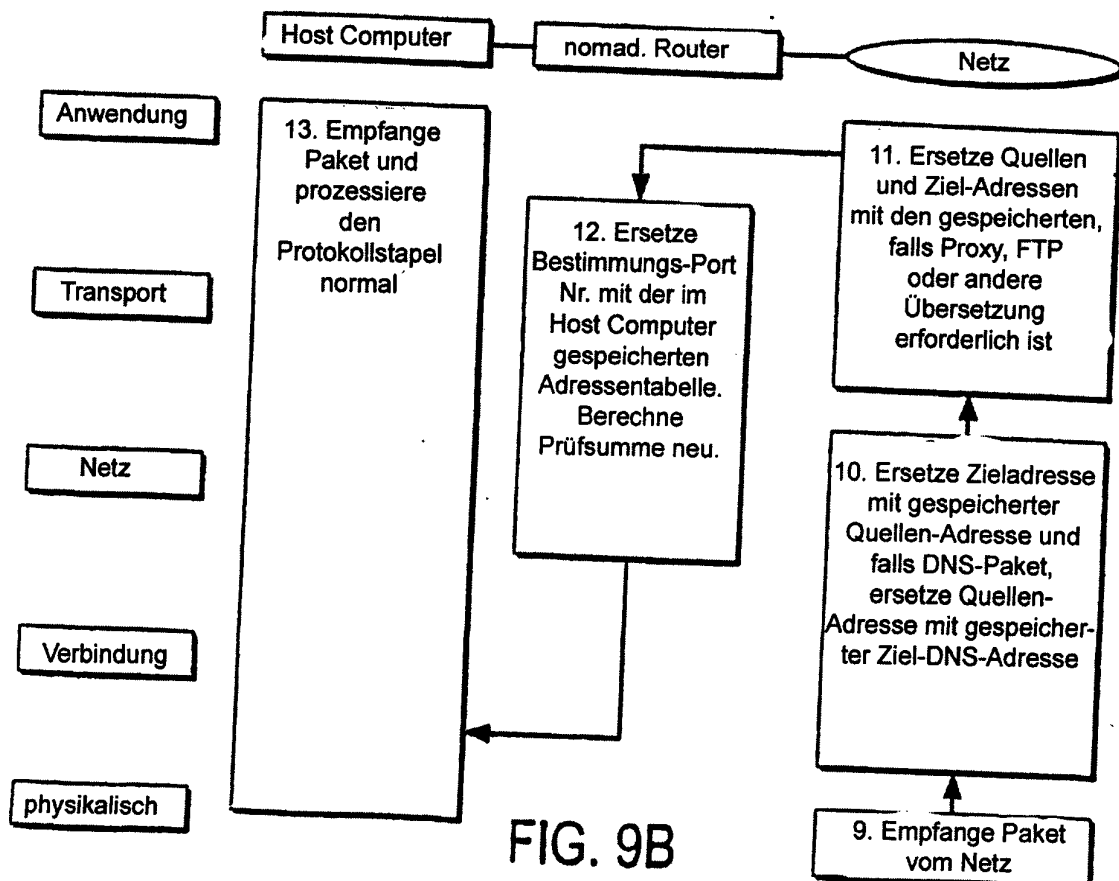 Host Computer
nomad. Router
Netz
Anwendung
Transport
Netz
Verbindung
physikalisch
13. Empfange
Paket und
prozessiere
den
Protokollstapel
normal
12. Ersetze
Bestimmungs-Port
Nr. mit der im
Host Computer
gespeicherten
Adressentabelle.
Berechne
Prüfsumme neu.
11. Ersetze Quellen
und Ziel-Adressen
mit den gespeicherten,
falls Proxy, FTP
oder andere
Übersetzung
erforderlich ist
10. Ersetze Zieladresse
mit gespeicherter
Quellen-Adresse und
falls DNS-Paket,
ersetze Quellen-
Adresse mit gespeicher-
ter Ziel-DNS-Adresse
9. Empfange Paket
vom Netz
FIG. 9B